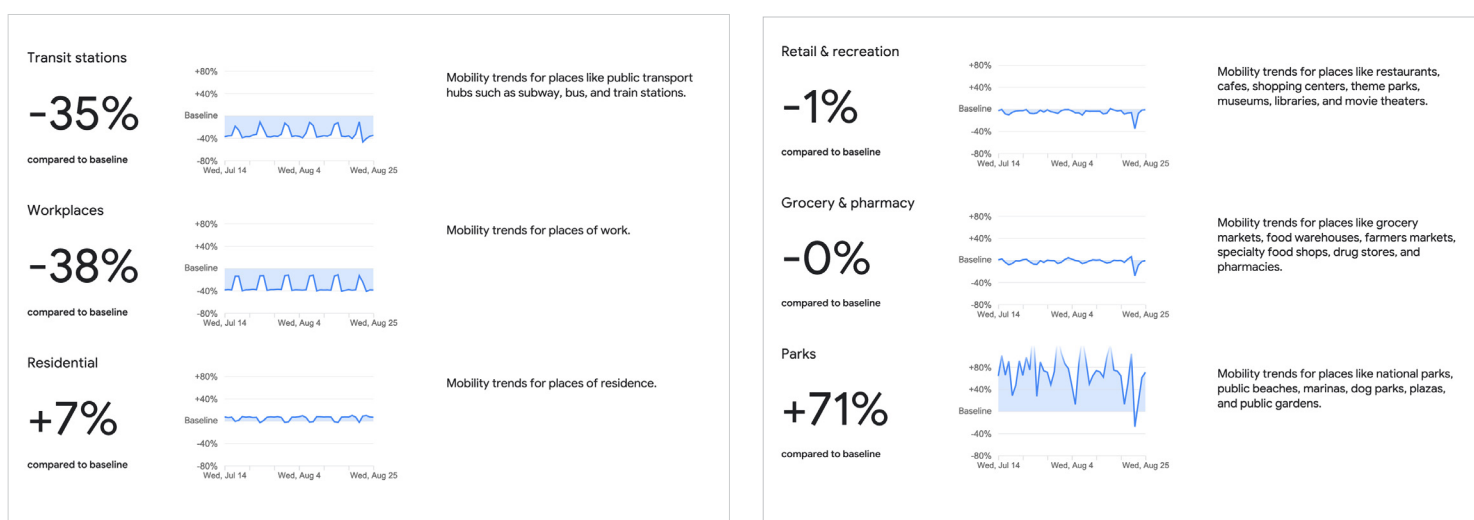 Transit stations
-35%
compared to baseline
+80%
+40%
Baseline
-40%
-80%
Wed, Jul 14 Wed, Aug 4 Wed, Aug 25
Mobility trends for places like public transport
hubs such as subway, bus, and train stations.
Workplaces
-38%
compared to baseline
+80%
+40%
Baseline
-40%
-80%
Wed, Jul 14 Wed, Aug 4 Wed, Aug 25
Mobility trends for places of work.
Residential
+7%
compared to baseline
+80%
+40%
Baseline
-40%
-80%
Wed, Jul 14 Wed, Aug 4 Wed, Aug 25
Mobility trends for places of residence.
Retail & recreation
-1%
compared to baseline
+80%
+40%
Baseline
-40%
-80%
Wed, Jul 14 Wed, Aug 4 Wed, Aug 25
Mobility trends for places like restaurants,
cafes, shopping centers, theme parks,
museums, libraries, and movie theaters.
Grocery & pharmacy
-0%
compared to baseline
+80%
+40%
Baseline
-40%
-80%
Wed, Jul 14 Wed, Aug 4 Wed, Aug 25
Mobility trends for places like grocery
markets, food warehouses, farmers markets,
specialty food shops, drug stores, and
pharmacies.
Parks
+71%
compared to baseline
+80%
+40%
Baseline
-40%
-80%
Wed, Jul 14 Wed, Aug 4 Wed, Aug 25
Mobility trends for places like national parks,
public beaches, marinas, dog parks, plazas,
and public gardens.